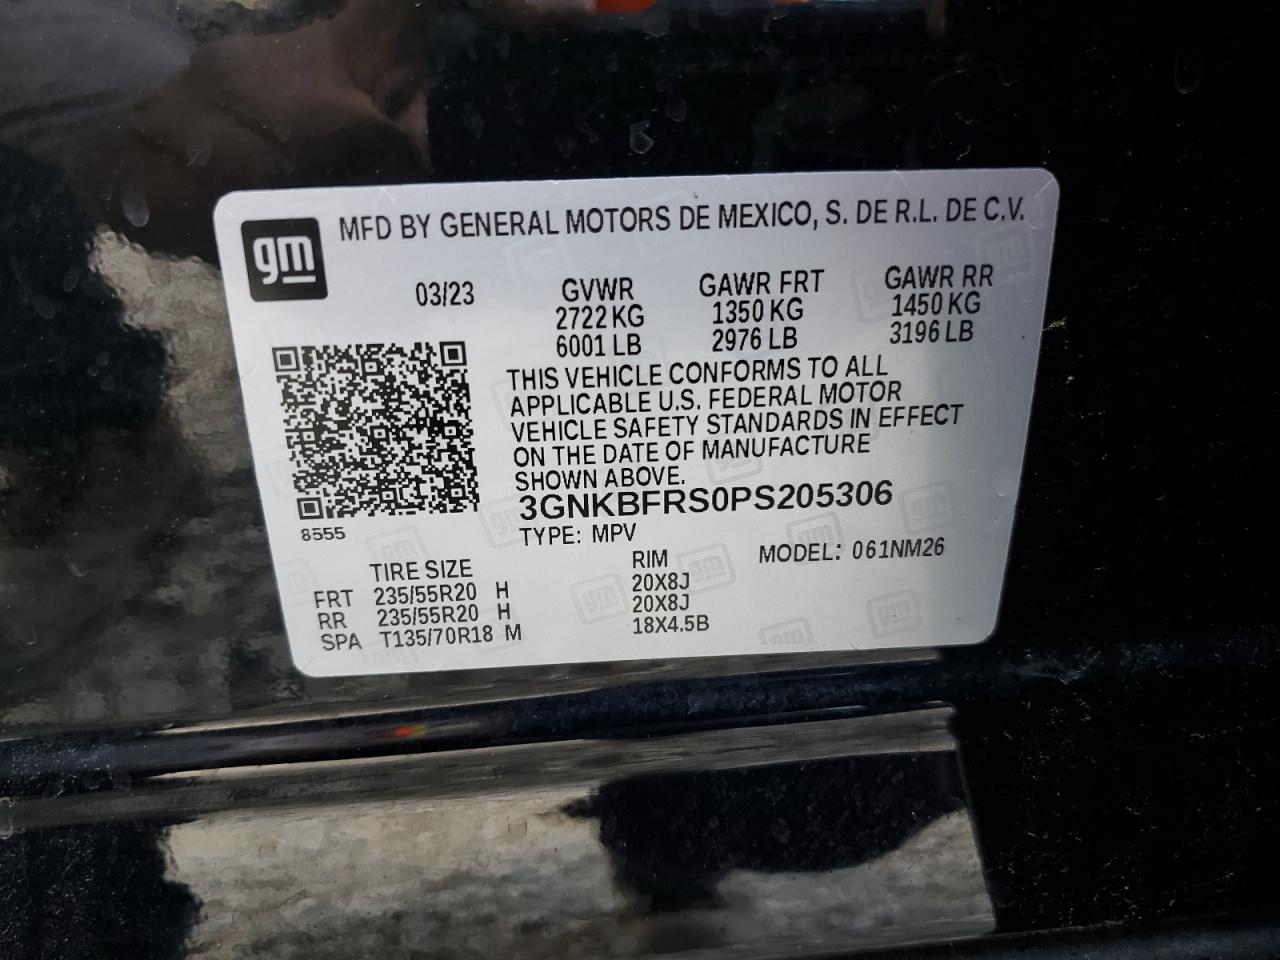 gm
MFD BY GENERAL MOTORS DE MEXICO, S. DE R.L. DE C.V.
03/23
GVWR GAWR FRT GAWR RR
2722 KG 1350 KG 1450 KG
6001 LB 2976 LB 3196 LB
THIS VEHICLE CONFORMS TO ALL
APPLICABLE U.S. FEDERAL MOTOR
VEHICLE SAFETY STANDARDS IN EFFECT
ON THE DATE OF MANUFACTURE
SHOWN ABOVE.
3GNKBFRS0PS205306
8555
TYPE: MPV
MODEL: 061NM26
TIRE SIZE RIM
FRT 235/55R20 H 20X8J
RR 235/55R20 H 20X8J
SPA T135/70R18 M 18X4.5B